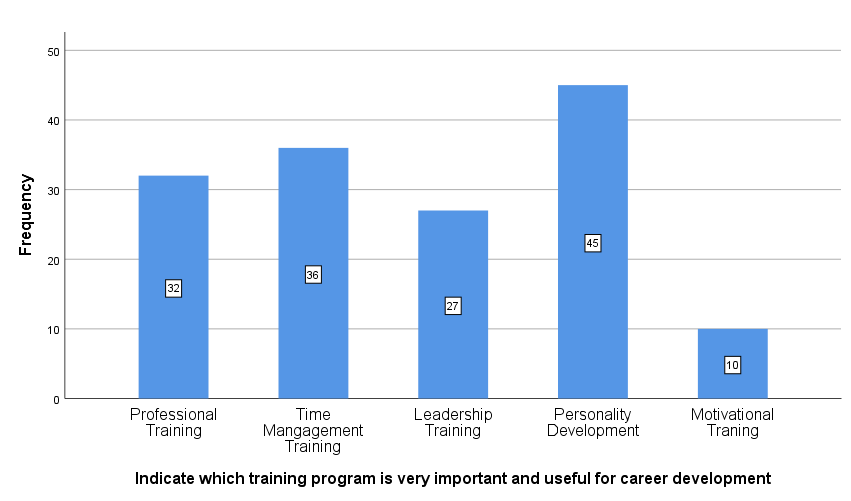 50
40
30
20
10
0
Frequency
32
36
27
45
10
Professional
Training
Time
Mangagement
Training
Leadership
Training
Personality
Development
Motivational
Traning
Indicate which training program is very important and useful for career development